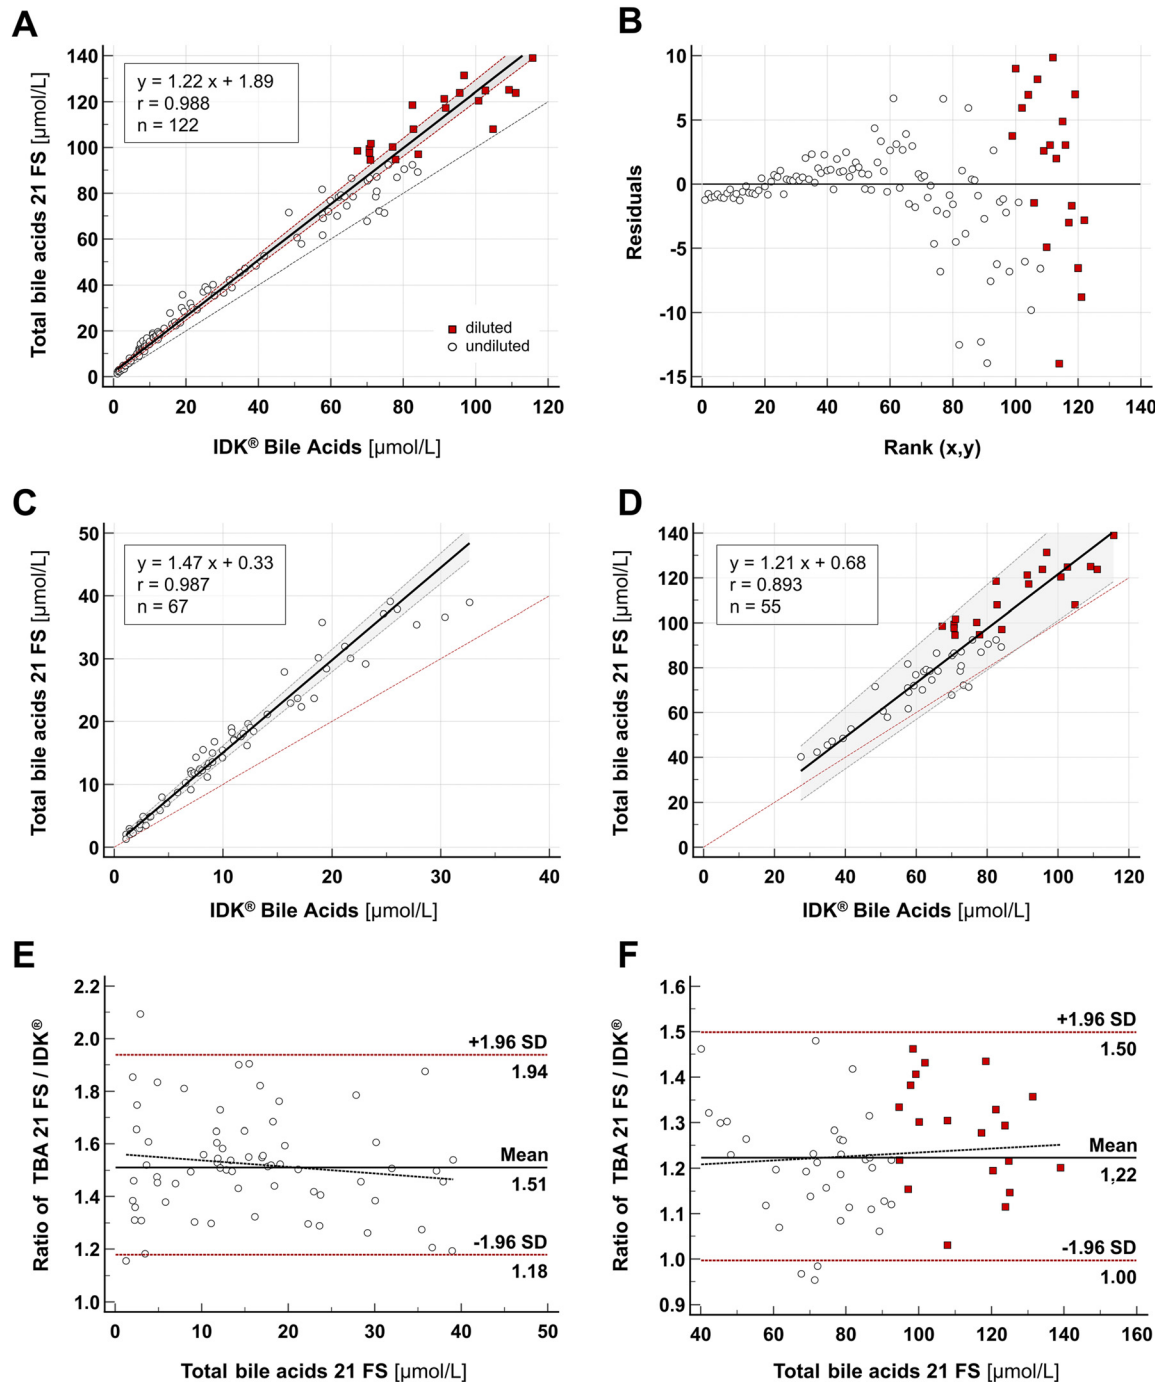 A
Total bile acids 21 FS [µmol/L]
140
120
100
80
60
40
20
0
y = 1.22 x + 1.89
r = 0.988
n = 122
diluted
undiluted
0 20 40 60 80 100 120
IDK® Bile Acids [µmol/L]
B
Residuals
10
5
0
-5
-10
-15
0 20 40 60 80 100 120 140
Rank (x,y)
C
Total bile acids 21 FS [µmol/L]
50
40
30
20
10
0
y = 1.47 x + 0.33
r = 0.987
n = 67
0 10 20 30 40
IDK® Bile Acids [µmol/L]
D
Total bile acids 21 FS [µmol/L]
140
120
100
80
60
40
20
0
y = 1.21 x + 0.68
r = 0.893
n = 55
0 20 40 60 80 100 120
IDK® Bile Acids [µmol/L]
E
Ratio of TBA 21 FS / IDK®
2.2
2.0
1.8
1.6
1.4
1.2
1.0
+1.96 SD
1.94
Mean
1.51
-1.96 SD
1.18
0 10 20 30 40 50
Total bile acids 21 FS [µmol/L]
F
Ratio of TBA 21 FS / IDK®
1.6
1.5
1.4
1.3
1.2
1.1
1.0
0.9
+1.96 SD
1.50
Mean
1.22
-1.96 SD
1.00
40 60 80 100 120 140 160
Total bile acids 21 FS [µmol/L]